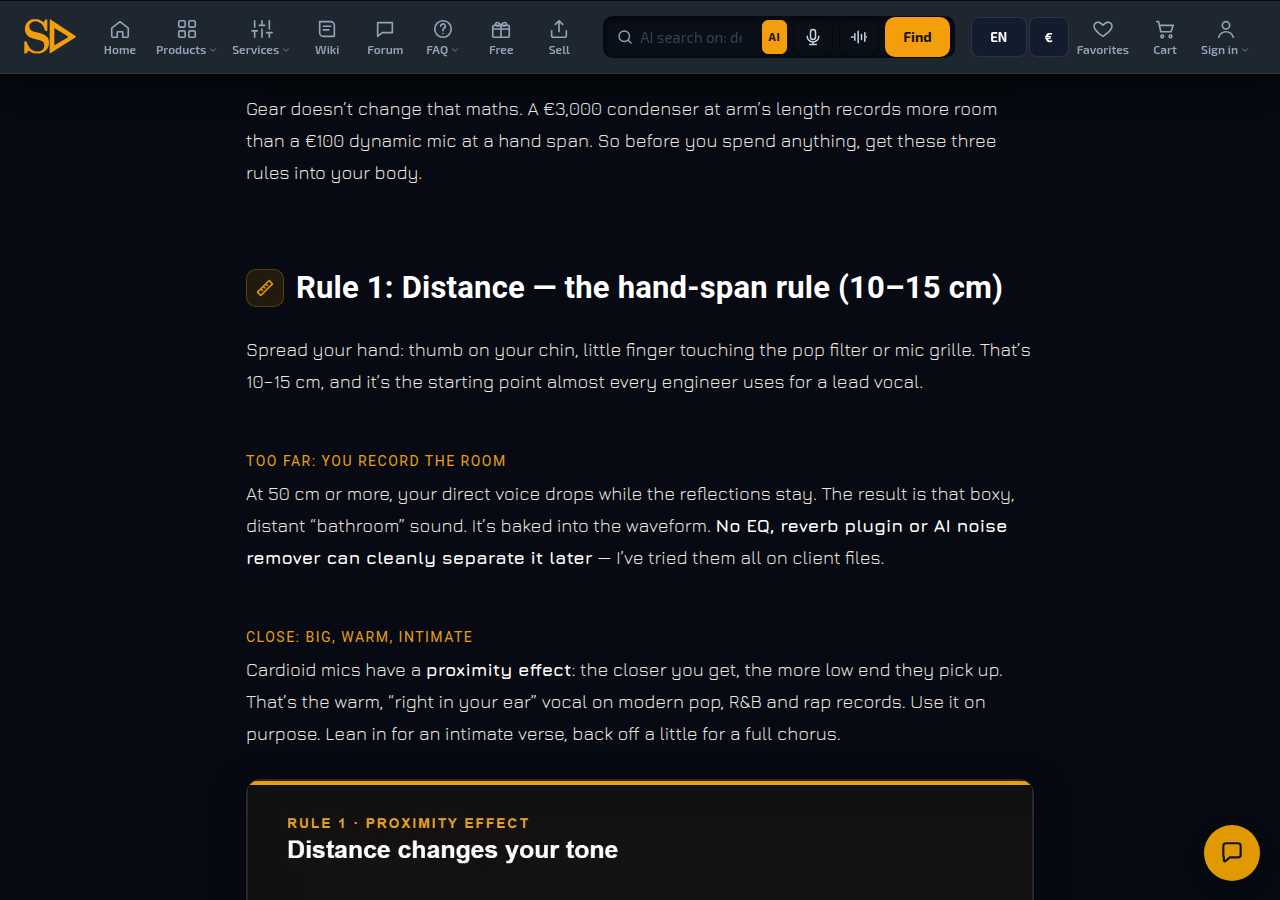 SD
Home
Products
Services
Wiki
Forum
FAQ
Free
Sell
AI search on: de
AI
Find
EN
€
Favorites
Cart
Sign in
Gear doesn't change that maths. A €3,000 condenser at arm's length records more room
than a €100 dynamic mic at a hand span. So before you spend anything, get these three
rules into your body.
Rule 1: Distance — the hand-span rule (10–15 cm)
Spread your hand: thumb on your chin, little finger touching the pop filter or mic grille. That's
10–15 cm, and it's the starting point almost every engineer uses for a lead vocal.
TOO FAR: YOU RECORD THE ROOM
At 50 cm or more, your direct voice drops while the reflections stay. The result is that boxy,
distant “bathroom” sound. It's baked into the waveform. No EQ, reverb plugin or AI noise
remover can cleanly separate it later — I've tried them all on client files.
CLOSE: BIG, WARM, INTIMATE
Cardioid mics have a proximity effect: the closer you get, the more low end they pick up.
That's the warm, “right in your ear” vocal on modern pop, R&B and rap records. Use it on
purpose. Lean in for an intimate verse, back off a little for a full chorus.
RULE 1 · PROXIMITY EFFECT
Distance changes your tone